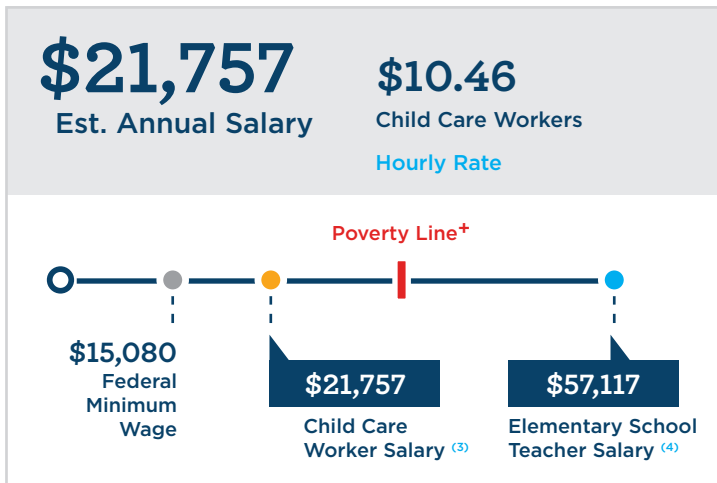 $21,757
Est. Annual Salary
$10.46
Child Care Workers
Hourly Rate
Poverty Line+
$15,080
Federal
Minimum
Wage
$21,757
Child Care
Worker Salary (3)
$57,117
Elementary School
Teacher Salary (4)